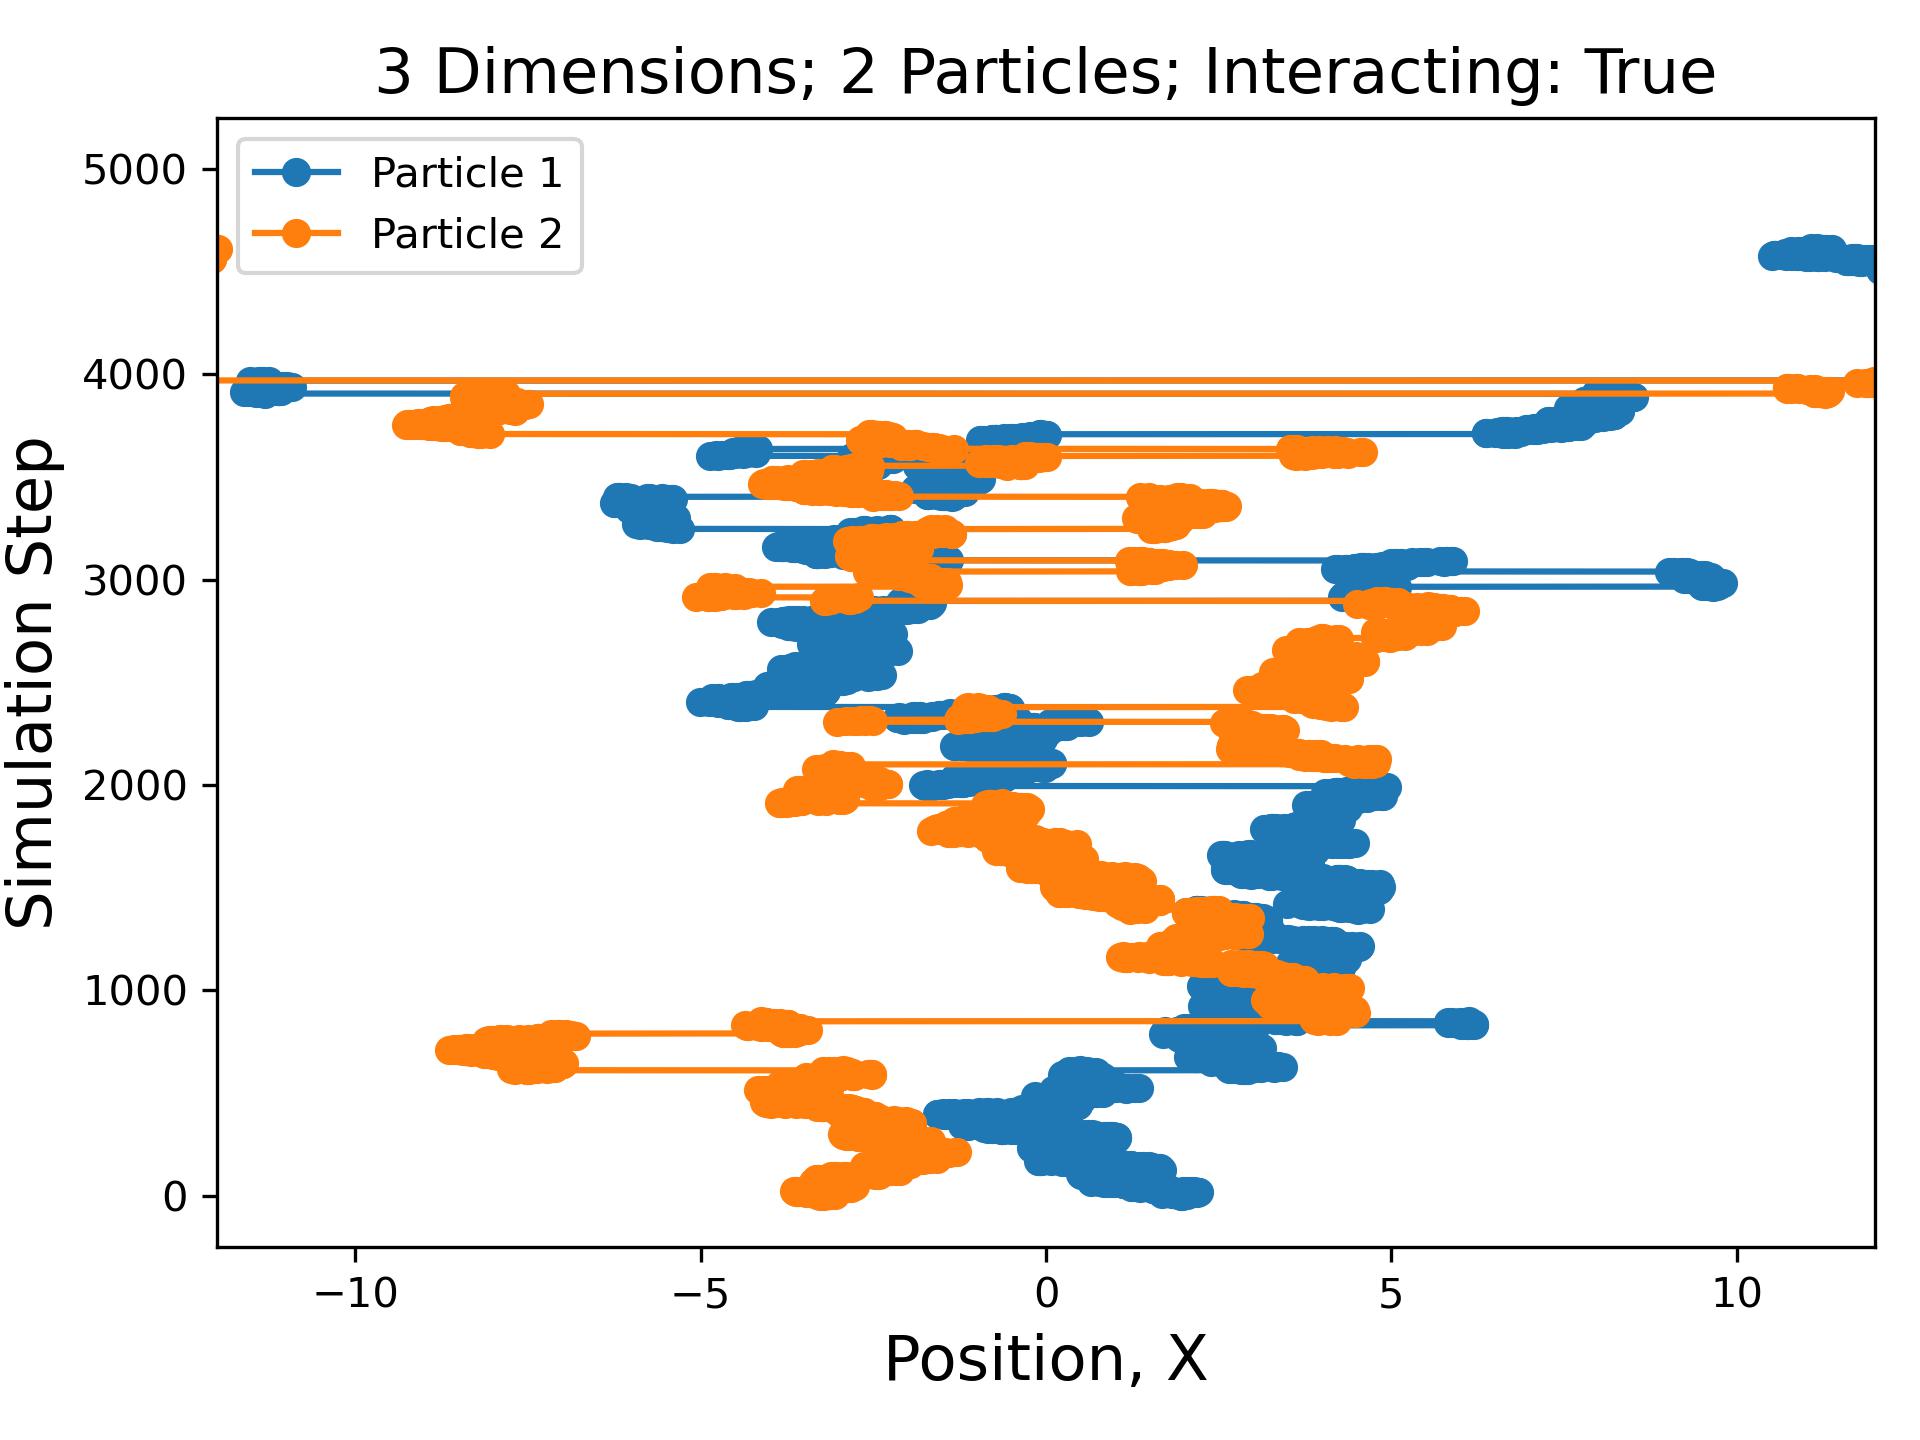 3 Dimensions; 2 Particles; Interacting: True
Particle 1
Particle 2
5000
4000
3000
2000
1000
0
Simulation Step
−10
−5
0
5
10
Position, X